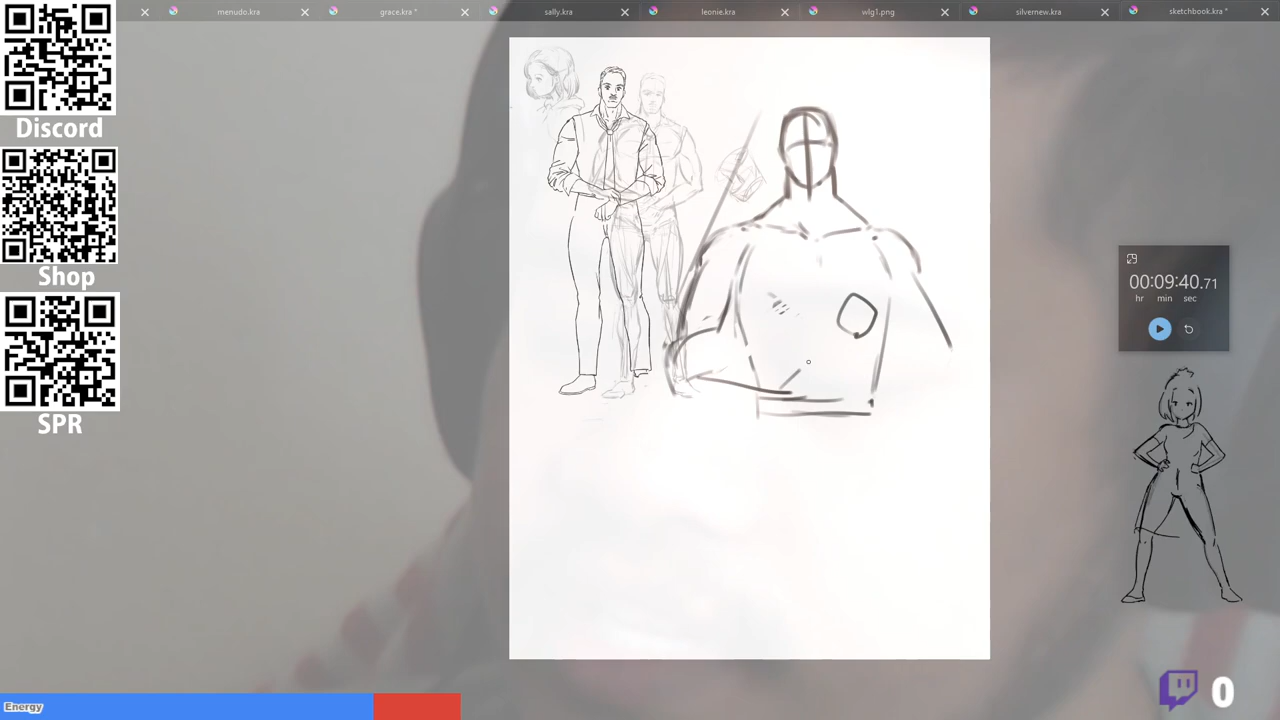 menudo.kra
grace.kra *
sally.kra
leonie.kra
wlg1.png
silvernew.kra
sketchbook.kra *
Discord
Shop
SPR
00:09:40.71
hr min sec
Energy
0